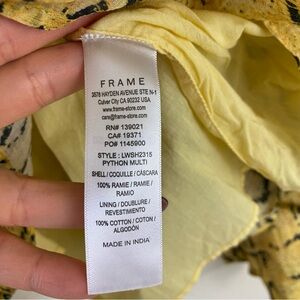 FRAME
3578 HAYDEN AVENUE STE N-1
Culver City CA 90232 USA
www.frame-store.com
care@frame-store.com
RN# 139021
CA# 19371
PO# 1145900
STYLE : LWSH2315
PYTHON MULTI
SHELL / COQUILLE / CÁSCARA
100% RAMIE / RAMIE /
RAMIO
LINING / DOUBLURE /
REVESTIMENTO
100% COTTON / COTON /
ALGODÓN
MADE IN INDIA